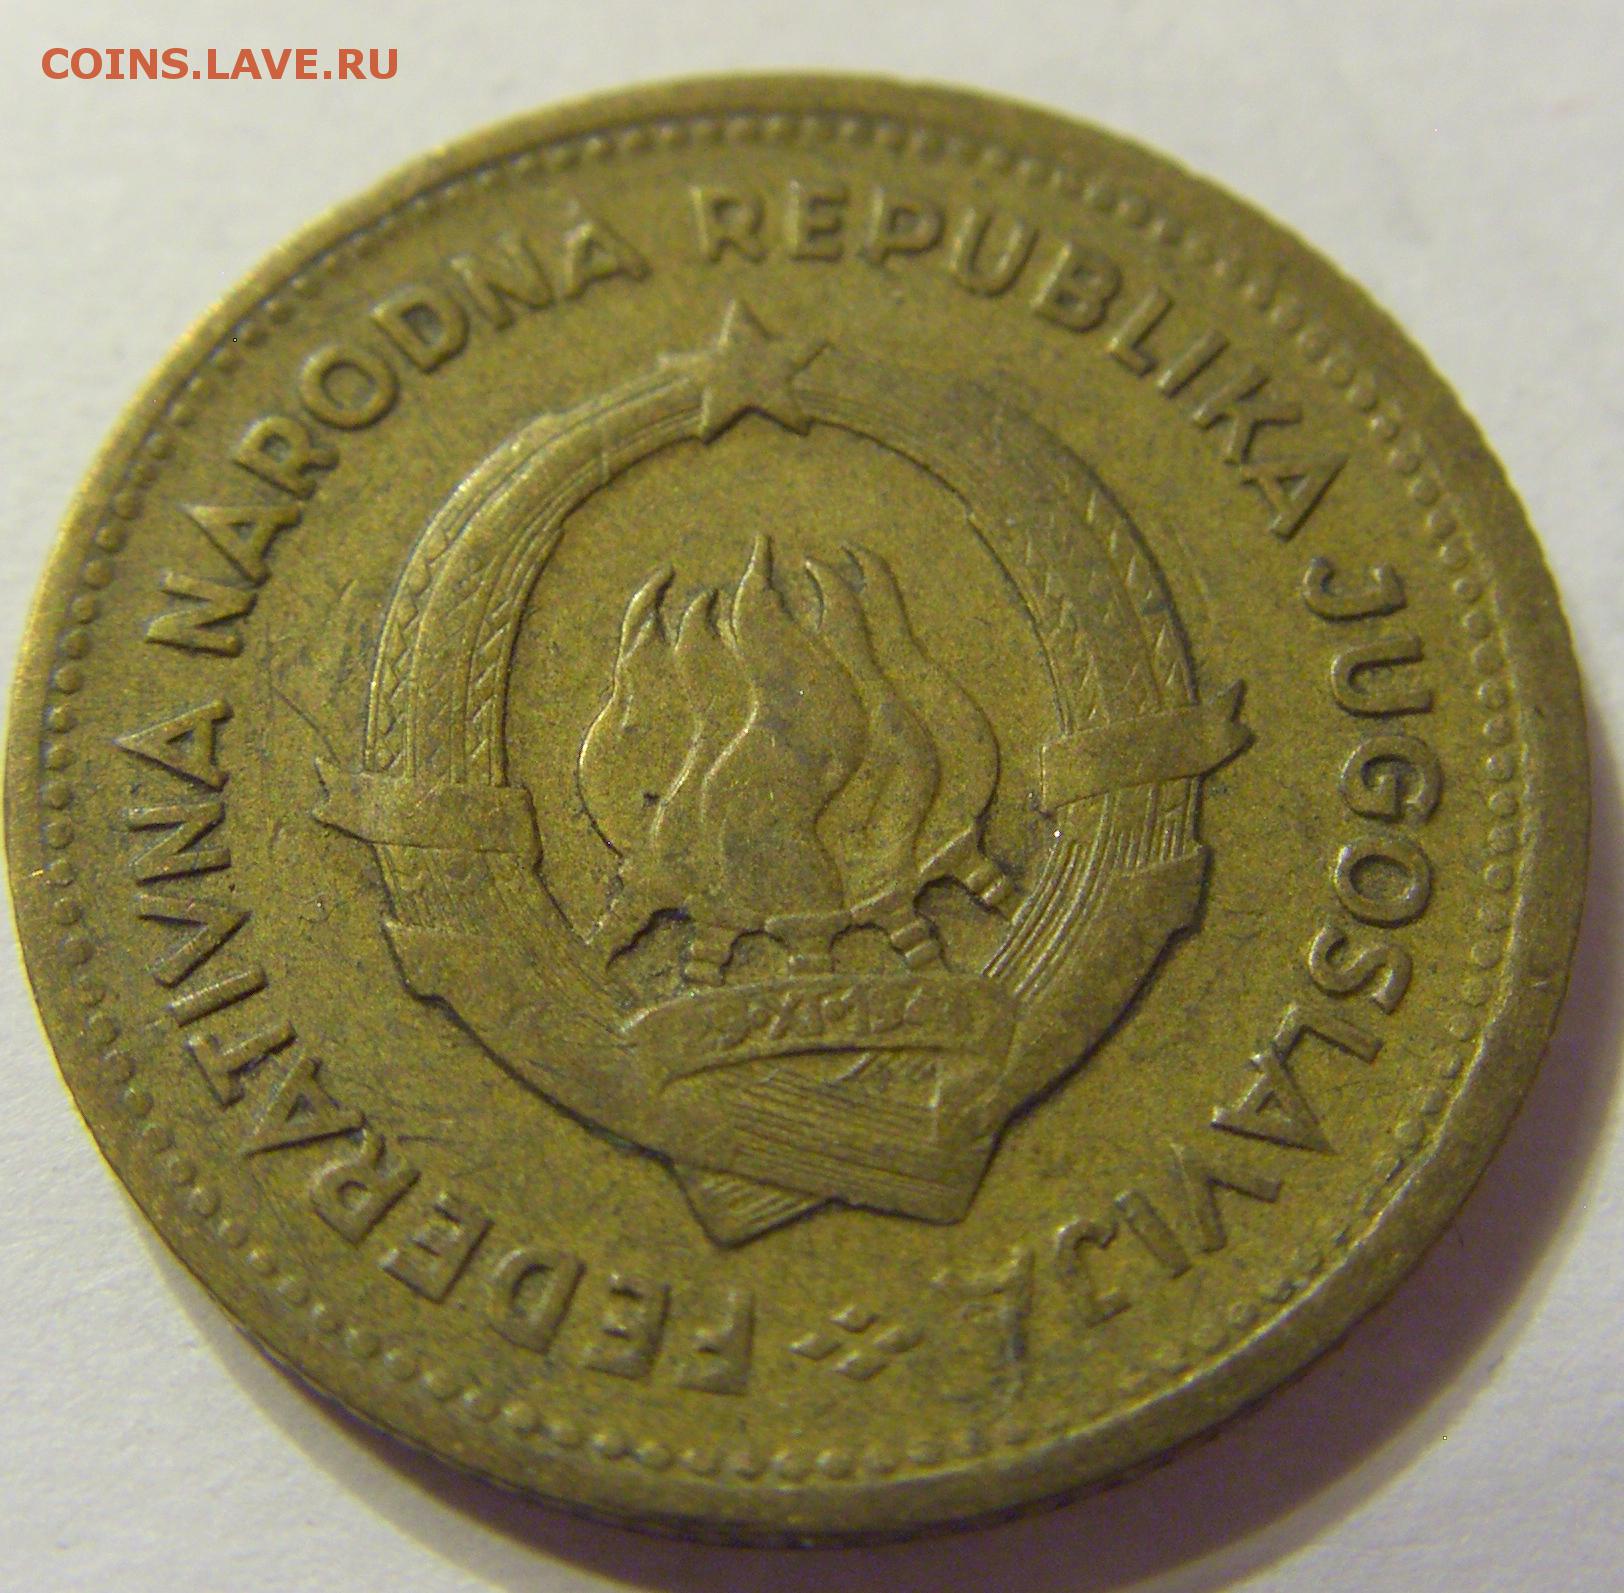 COINS.LAVE.RU
FEDERATIVNA NARODNA REPUBLIKA JUGOSLAVIJA